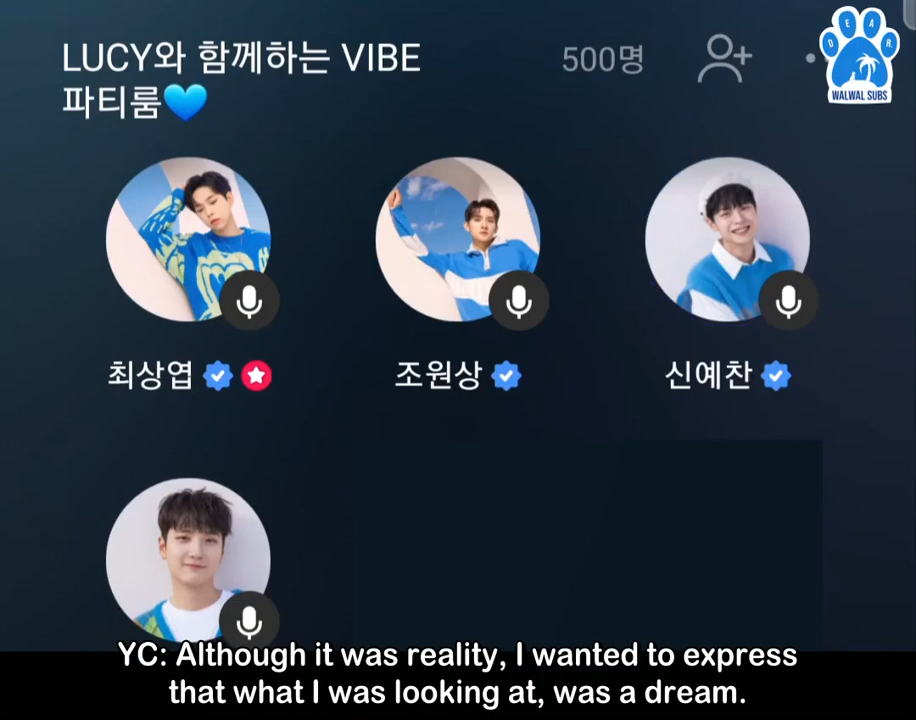 LUCY와 함께하는 VIBE
파티룸💙
500명
DEAR.
WALWAL SUBS
최상엽
조원상
신예찬
YC: Although it was reality, I wanted to express
that what I was looking at, was a dream.